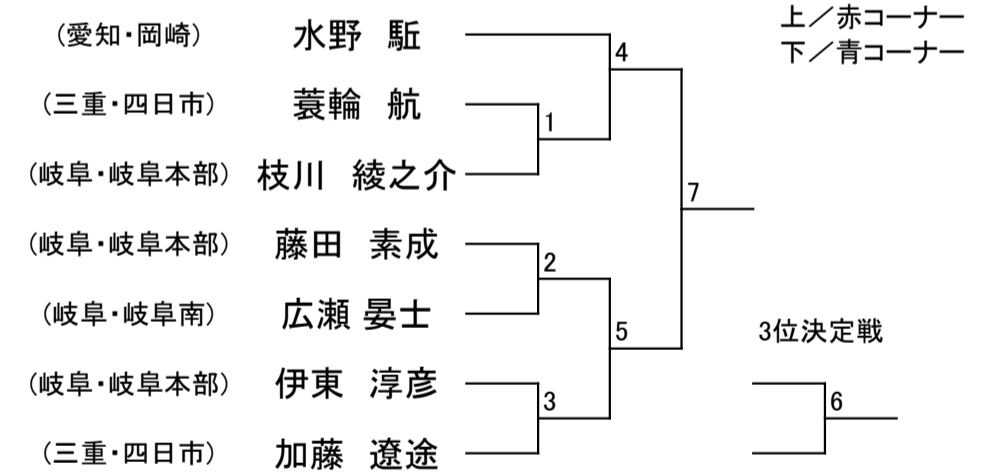 上／赤コーナー
下／青コーナー
(愛知・岡崎) 水野 駈
4
(三重・四日市) 蓑輪 航
1
(岐阜・岐阜本部) 枝川 綾之介
7
(岐阜・岐阜本部) 藤田 素成
2
(岐阜・岐阜南) 広瀬 晏士
5
3位決定戦
(岐阜・岐阜本部) 伊東 淳彦
3
6
(三重・四日市) 加藤 遼途